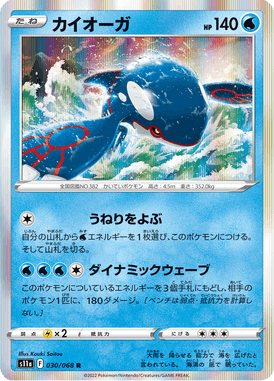 たね カイオーガ HP 140
全国図鑑NO.382 かいていポケモン 高さ:4.5m 重さ:352.0kg
うねりをよぶ
自分の山札から エネルギーを1枚選び、このポケモンにつける。
そして山札を切る。
ダイナミックウェーブ
このポケモンについているエネルギーを3個手札にもどし、相手の
ポケモン1匹に、180ダメージ。[ベンチは弱点・抵抗力を計算し
ない。]
弱点 ×2 抵抗力 にげる
Illus. Kouki Saitou
s11a F 030/068 R
©2022 Pokémon/Nintendo/Creatures/GAME FREAK.